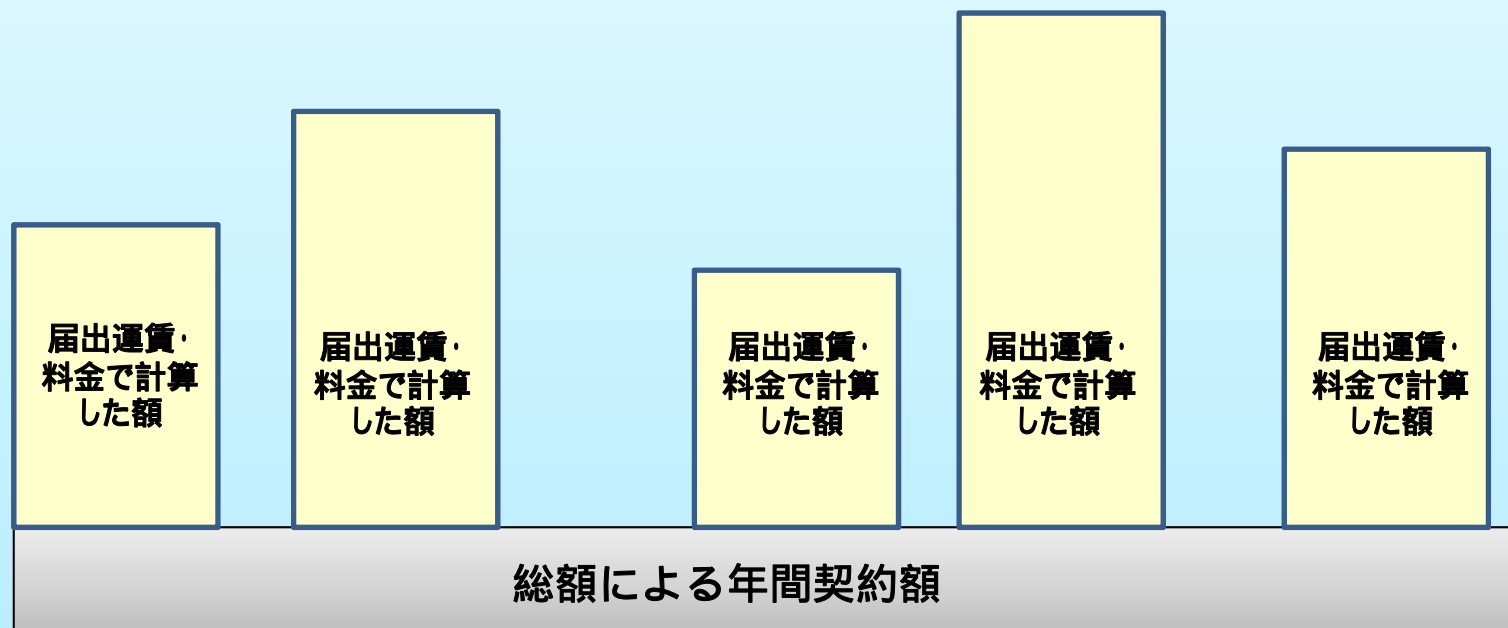 届出運賃・
料金で計算
した額
届出運賃・
料金で計算
した額
届出運賃・
料金で計算
した額
届出運賃・
料金で計算
した額
届出運賃・
料金で計算
した額
総額による年間契約額